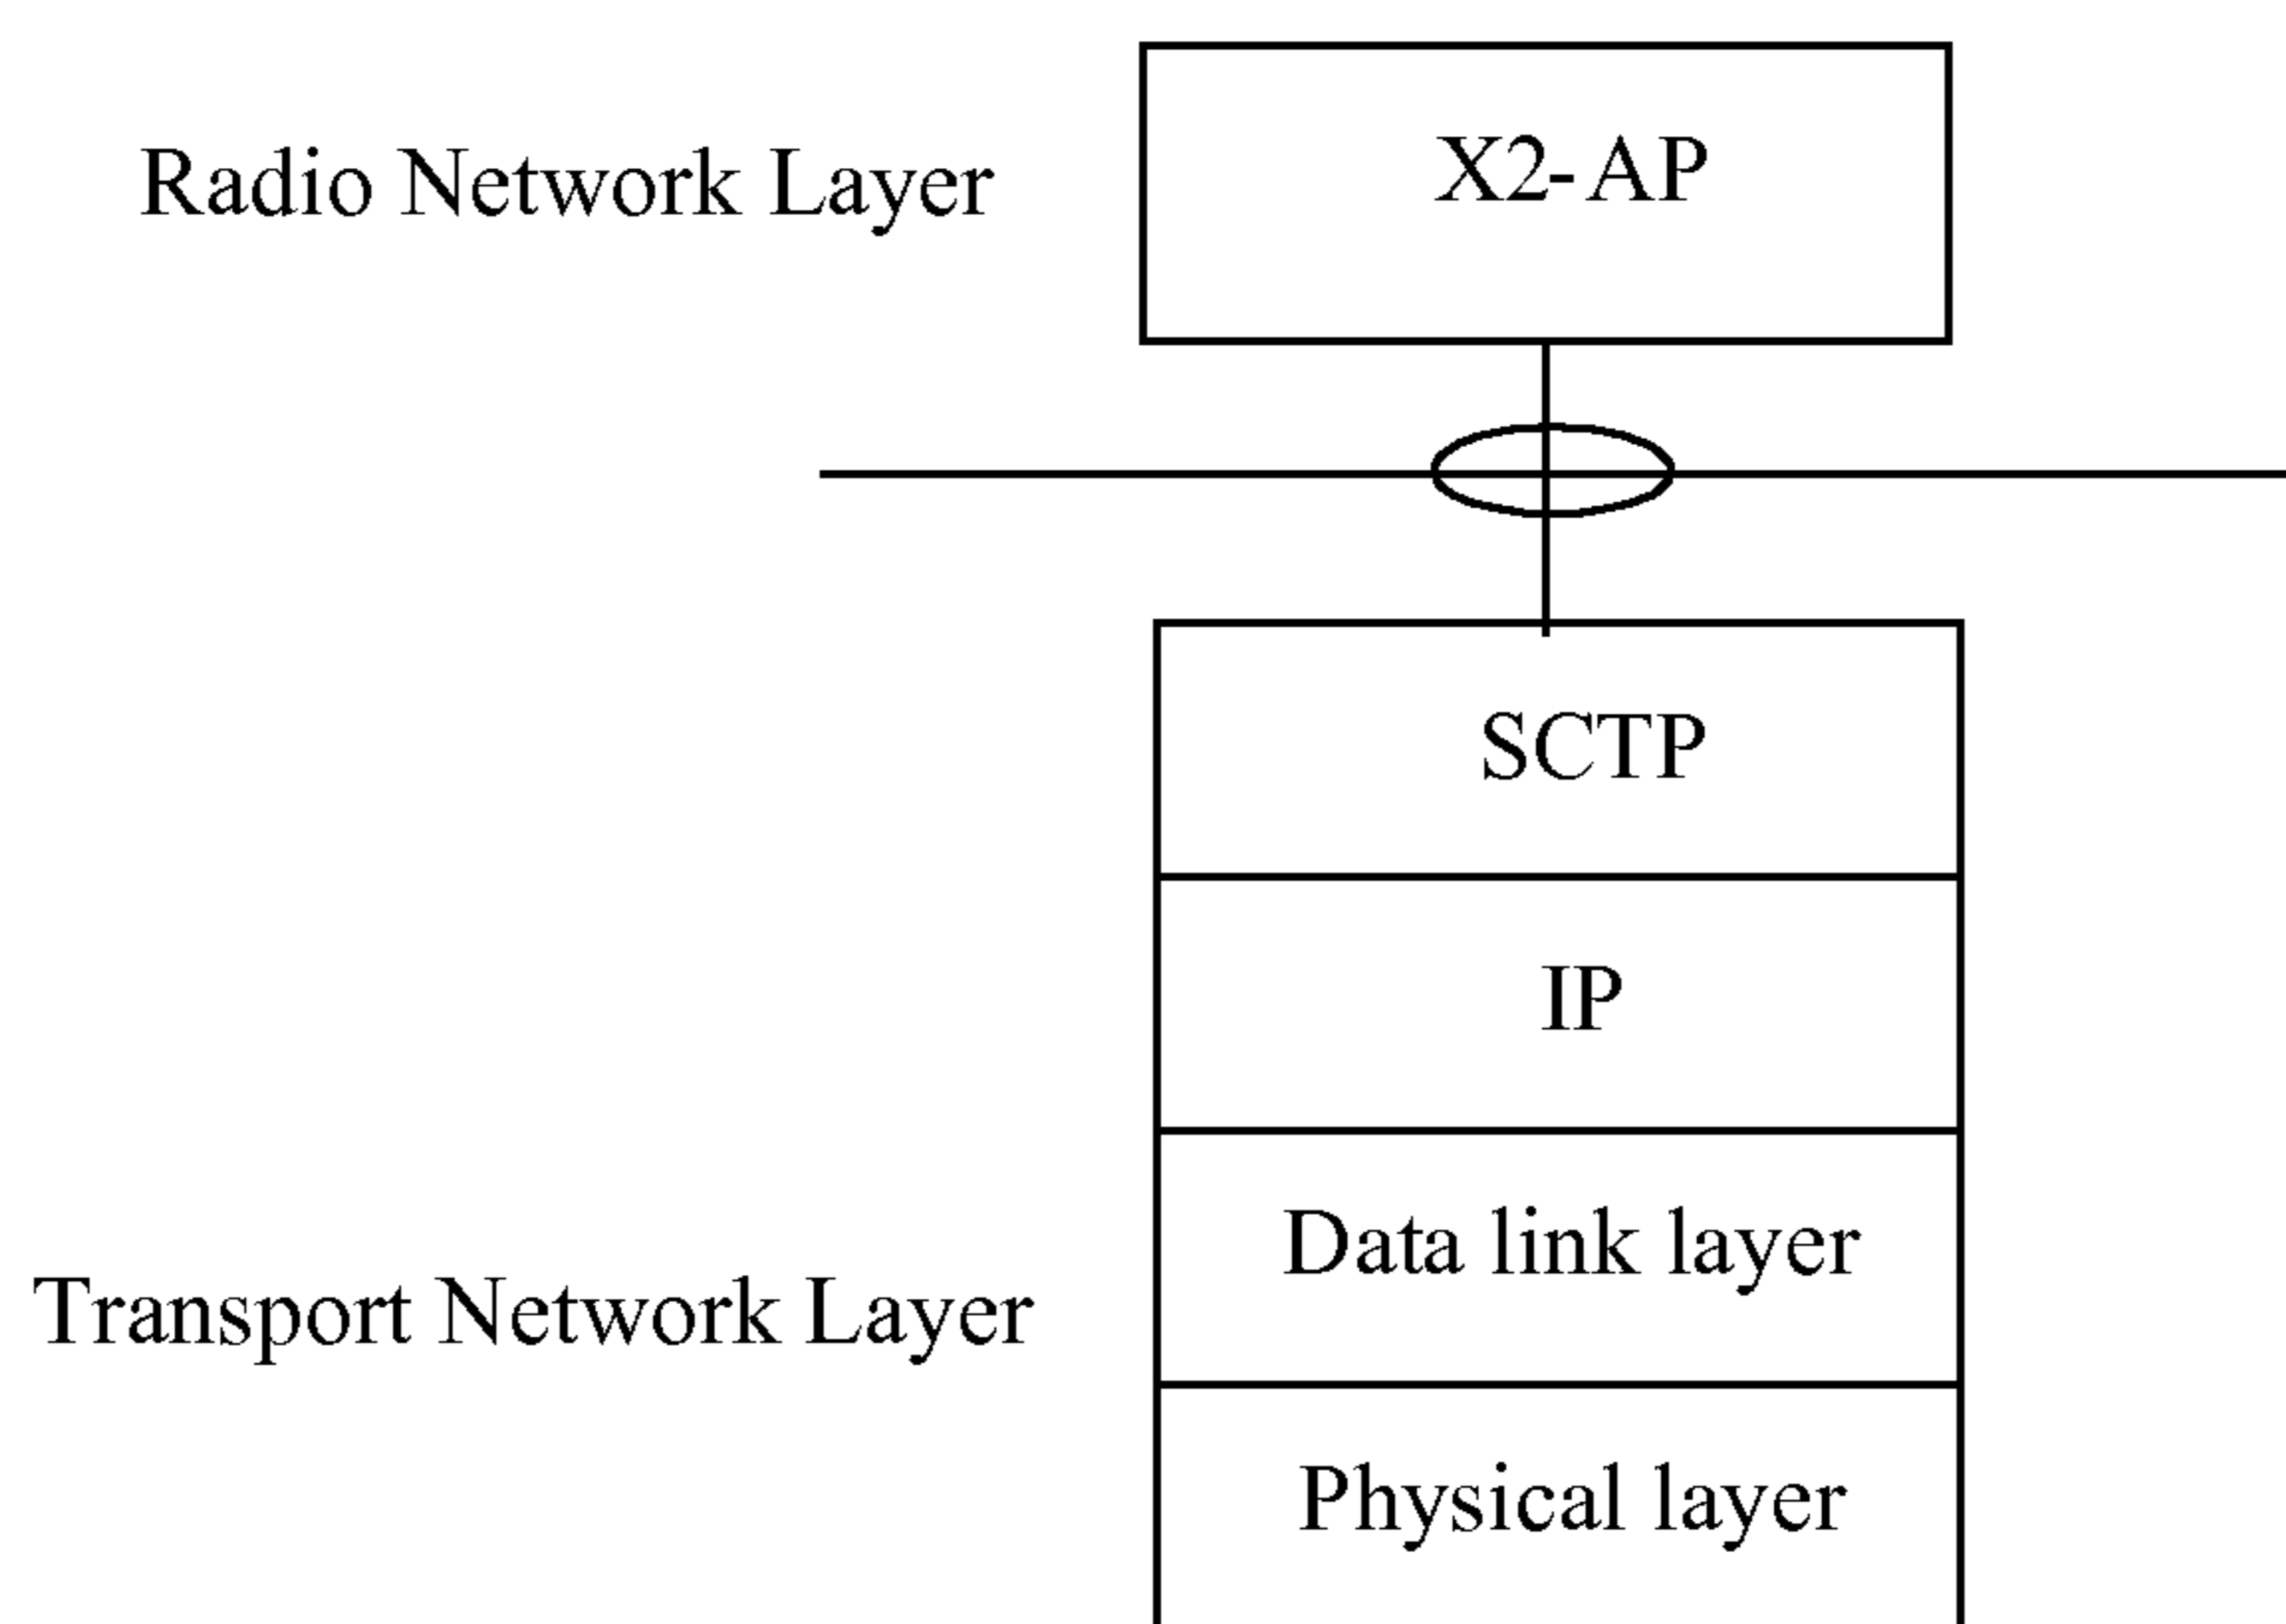 X2-AP
Radio Network Layer
SCTP
IP
Data link layer
Transport Network Layer
Physical layer